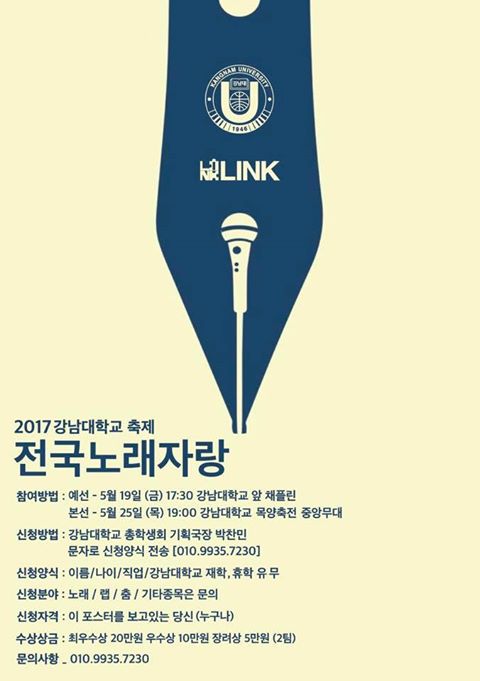 KANGNAM UNIVERSITY
강남대
1946
LINK
2017 강남대학교 축제
전국노래자랑
참여방법 : 예선 - 5월 19일 (금) 17:30 강남대학교 앞 채플린
본선 - 5월 25일 (목) 19:00 강남대학교 목양축전 중앙무대
신청방법 : 강남대학교 총학생회 기획국장 박찬민
문자로 신청양식 전송 [010.9935.7230]
신청양식 : 이름/나이/직업/강남대학교 재학,휴학 유무
신청분야 : 노래 / 랩 / 춤 / 기타종목은 문의
신청자격 : 이 포스터를 보고있는 당신 (누구나)
수상상금 : 최우수상 20만원 우수상 10만원 장려상 5만원 (2팀)
문의사항 _ 010.9935.7230